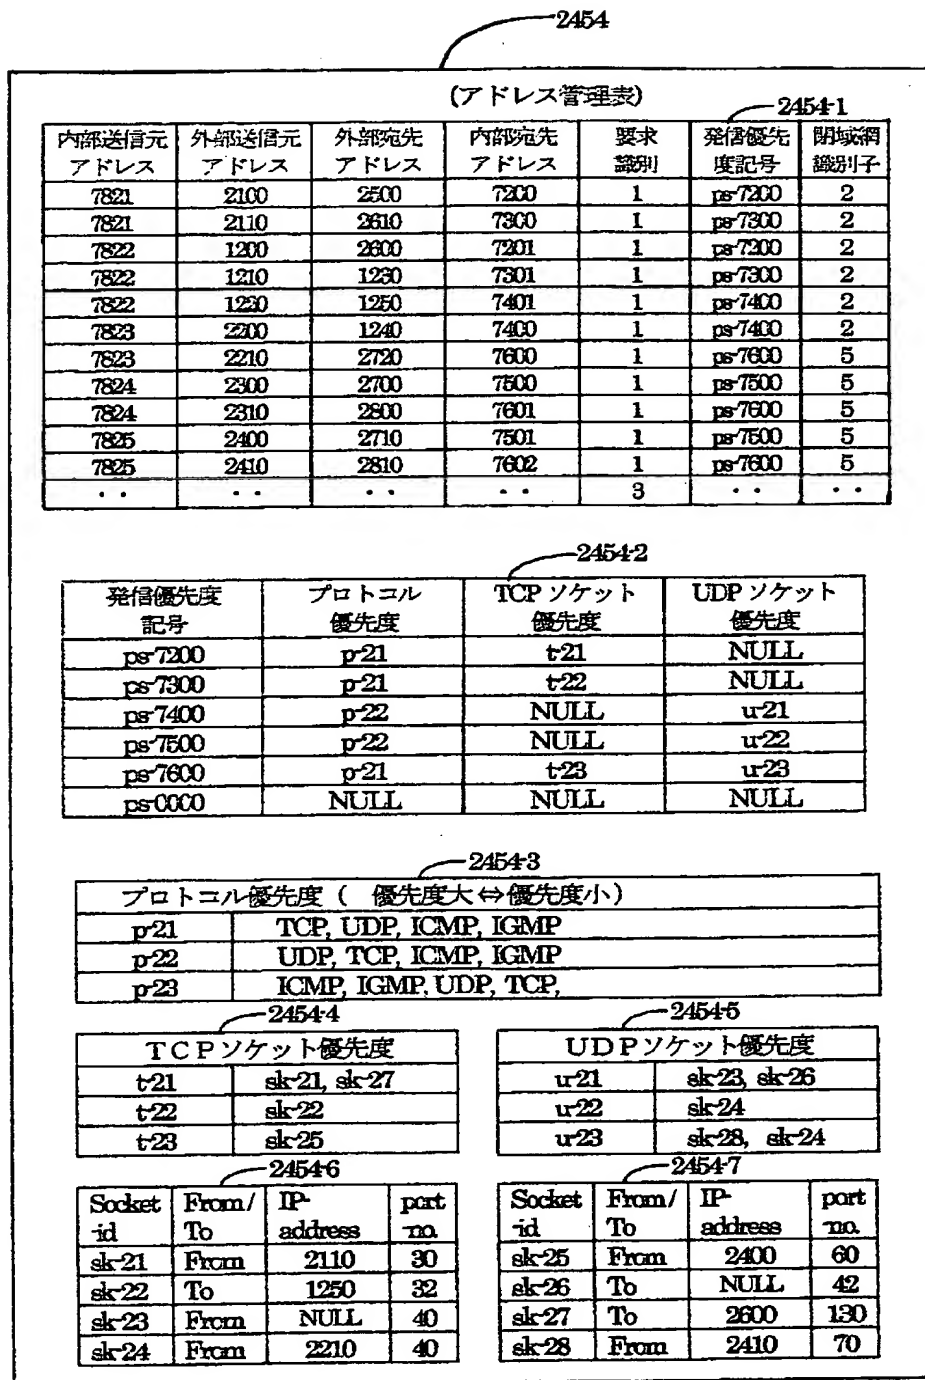 2454
(アドレス管理表)
2454-1
内部送信元アドレス 外部送信元アドレス 外部宛先アドレス 内部宛先アドレス 要求識別 発信優先度記号 閉域網識別子
7821 2100 2500 7200 1 ps-7200 2
7821 2110 2610 7300 1 ps-7300 2
7822 1200 2600 7201 1 ps-7200 2
7822 1210 1230 7301 1 ps-7300 2
7822 1220 1250 7401 1 ps-7400 2
7823 2200 1240 7400 1 ps-7400 2
7823 2210 2720 7600 1 ps-7600 5
7824 2300 2700 7500 1 ps-7500 5
7824 2310 2800 7601 1 ps-7600 5
7825 2400 2710 7501 1 ps-7500 5
7825 2410 2810 7602 1 ps-7600 5
・・ ・・ ・・ ・・ 3 ・・ ・・
2454-2
発信優先度記号 プロトコル優先度 TCPソケット優先度 UDPソケット優先度
ps-7200 p-21 t-21 NULL
ps-7300 p-21 t-22 NULL
ps-7400 p-22 NULL u-21
ps-7500 p-22 NULL u-22
ps-7600 p-21 t-23 u-23
ps-0000 NULL NULL NULL
2454-3
プロトコル優先度( 優先度大⇔優先度小)
p-21 TCP, UDP, ICMP, IGMP
p-22 UDP, TCP, ICMP, IGMP
p-23 ICMP, IGMP, UDP, TCP,
2454-4
TCPソケット優先度
t-21 sk-21, sk-27
t-22 sk-22
t-23 sk-25
2454-5
UDPソケット優先度
u-21 sk-23, sk-26
u-22 sk-24
u-23 sk-28, sk-24
2454-6
Socket-id From/To IP-address port-no.
sk-21 From 2110 30
sk-22 To 1250 32
sk-23 From NULL 40
sk-24 From 2210 40
2454-7
Socket-id From/To IP-address port-no.
sk-25 From 2400 60
sk-26 To NULL 42
sk-27 To 2600 130
sk-28 From 2410 70